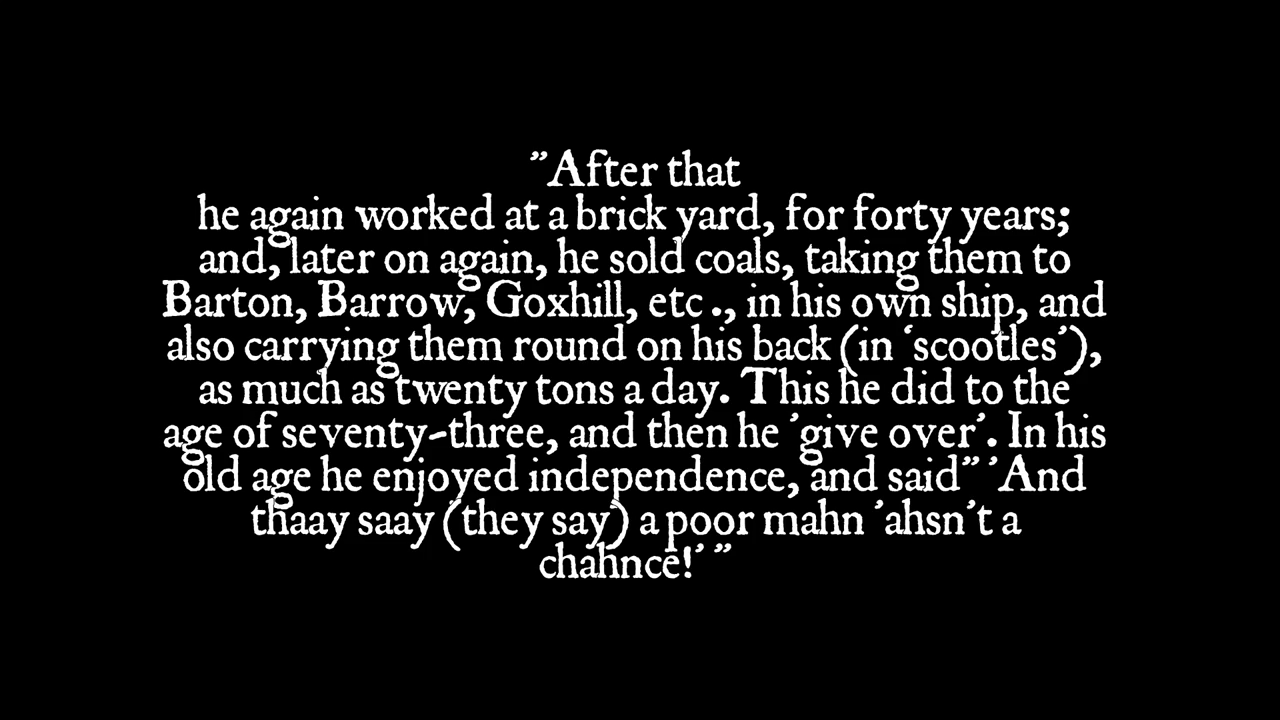 ”After that
he again worked at a brick yard, for forty years;
and, later on again, he sold coals, taking them to
Barton, Barrow, Goxhill, etc ., in his own ship, and
also carrying them round on his back (in ‘scootles’),
as much as twenty tons a day. This he did to the
age of seventy-three, and then he ’give over’. In his
old age he enjoyed independence, and said” ’And
thaay saay (they say) a poor mahn ’ahsn’t a
chahnce!’ ”